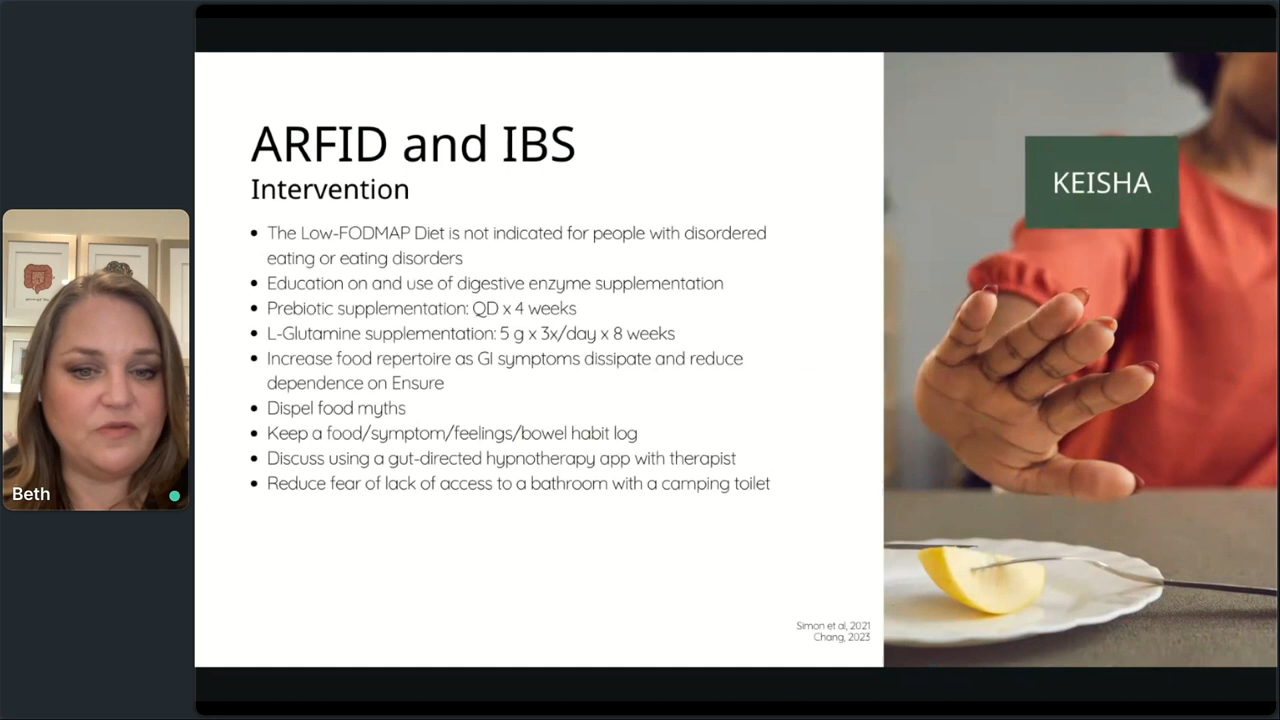 ARFID and IBS
Intervention
KEISHA
• The Low-FODMAP Diet is not indicated for people with disordered
eating or eating disorders
• Education on and use of digestive enzyme supplementation
• Prebiotic supplementation: QD x 4 weeks
• L-Glutamine supplementation: 5 g x 3x/day x 8 weeks
• Increase food repertoire as GI symptoms dissipate and reduce
dependence on Ensure
• Dispel food myths
• Keep a food/symptom/feelings/bowel habit log
• Discuss using a gut-directed hypnotherapy app with therapist
• Reduce fear of lack of access to a bathroom with a camping toilet
Simon et al, 2021
Chang, 2023
Beth